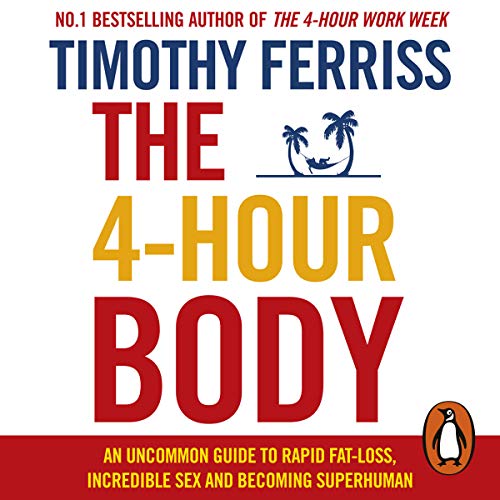 NO.1 BESTSELLING AUTHOR OF THE 4-HOUR WORK WEEK
TIMOTHY FERRISS
THE
4-HOUR
BODY
AN UNCOMMON GUIDE TO RAPID FAT-LOSS,
INCREDIBLE SEX AND BECOMING SUPERHUMAN